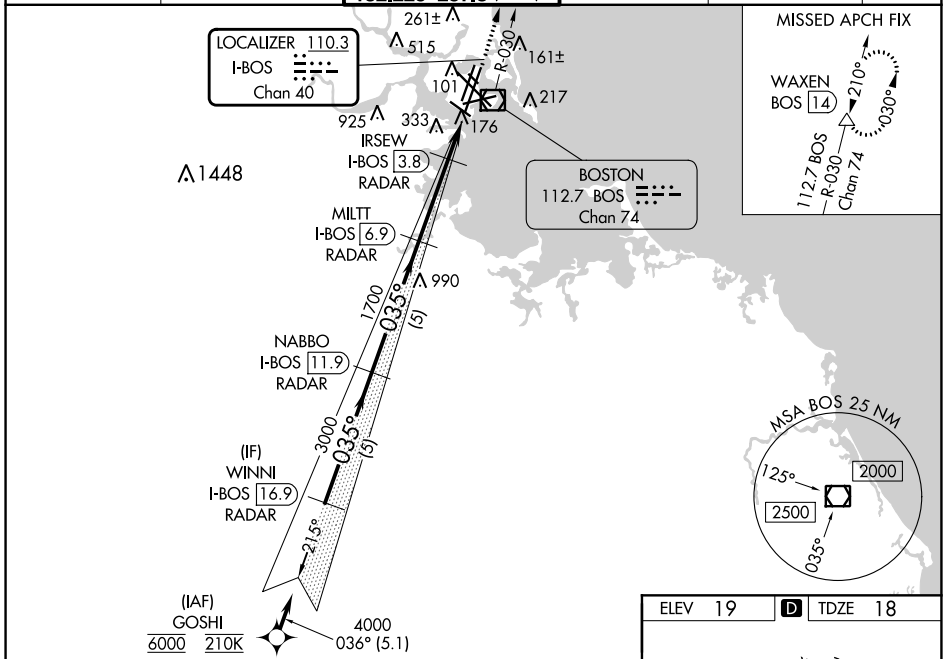 261±
515
161±
R-030
LOCALIZER 110.3
I-BOS
Chan 40
101
217
925
333
176
IRSEW
I-BOS 3.8
RADAR
1448
BOSTON
112.7 BOS
Chan 74
MISSED APCH FIX
WAXEN
BOS 14
210°
030°
112.7 BOS
R-030
Chan 74
MILTT
I-BOS 6.9
RADAR
990
1700
035°
(5)
NABBO
I-BOS 11.9
RADAR
3000
035°
(5)
(IF)
WINNI
I-BOS 16.9
RADAR
215°
MSA BOS 25 NM
125°
2000
2500
035°
(IAF)
GOSHI
6000 210K
4000
036° (5.1)
ELEV 19 D TDZE 18